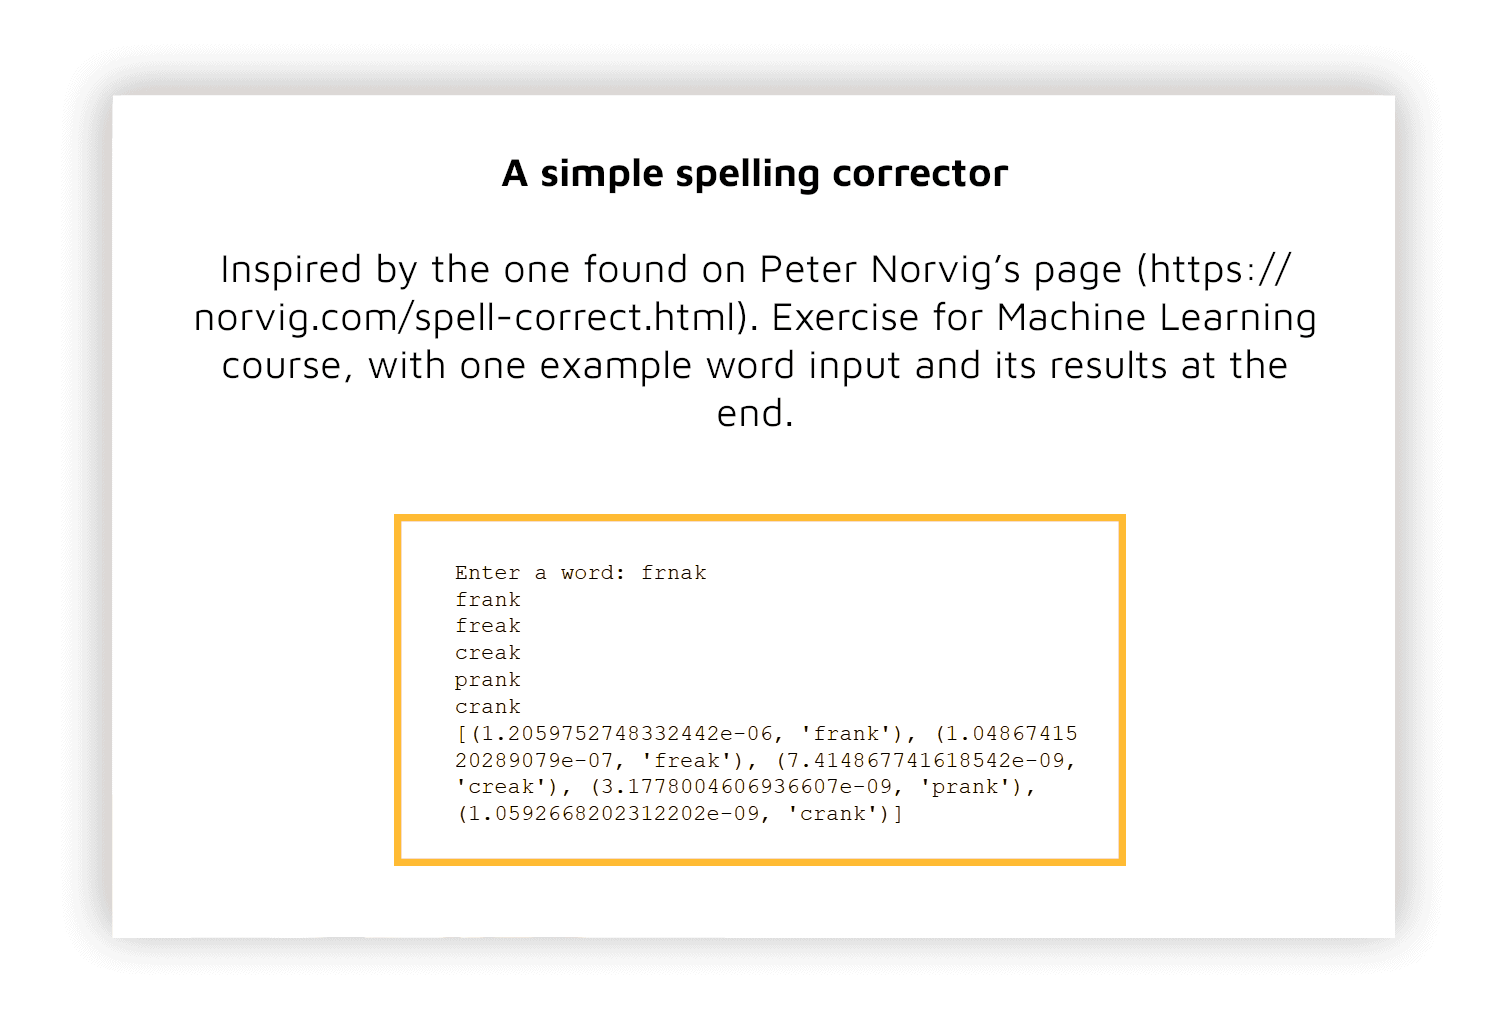 A simple spelling corrector
Inspired by the one found on Peter Norvig’s page (https://
norvig.com/spell-correct.html). Exercise for Machine Learning
course, with one example word input and its results at the
end.
Enter a word: frnak
frank
freak
creak
prank
crank
[(1.2059752748332442e-06, 'frank'), (1.04867415
20289079e-07, 'freak'), (7.414867741618542e-09,
'creak'), (3.1778004606936607e-09, 'prank'),
(1.0592668202312202e-09, 'crank')]